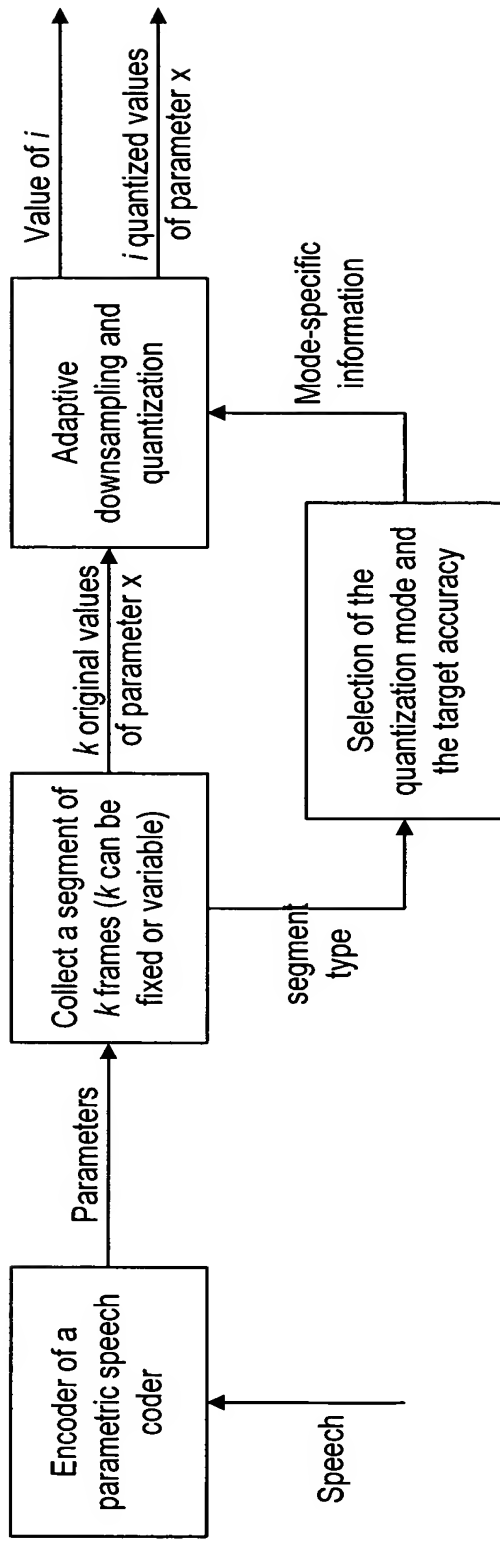 Speech
Encoder of a
parametric speech
coder
Parameters
Collect a segment of
k frames (k can be
fixed or variable)
segment
type
k original values
of parameter x
Selection of the
quantization mode and
the target accuracy
Mode-specific
information
Adaptive
downsampling and
quantization
Value of i
i quantized values
of parameter x